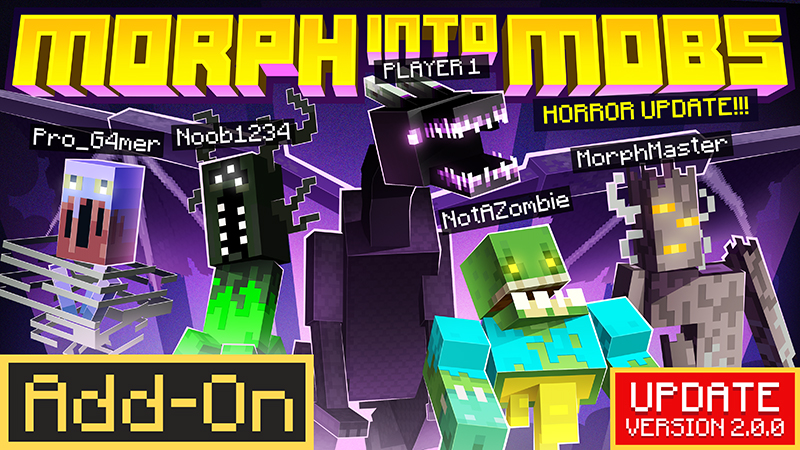 MORPH INTO MOBS
PLAYER 1
HORROR UPDATE!!!
Pro_G4mer
Noob1234
MorphMaster
NotAZombie
Add-On
UPDATE
VERSION 2.0.0